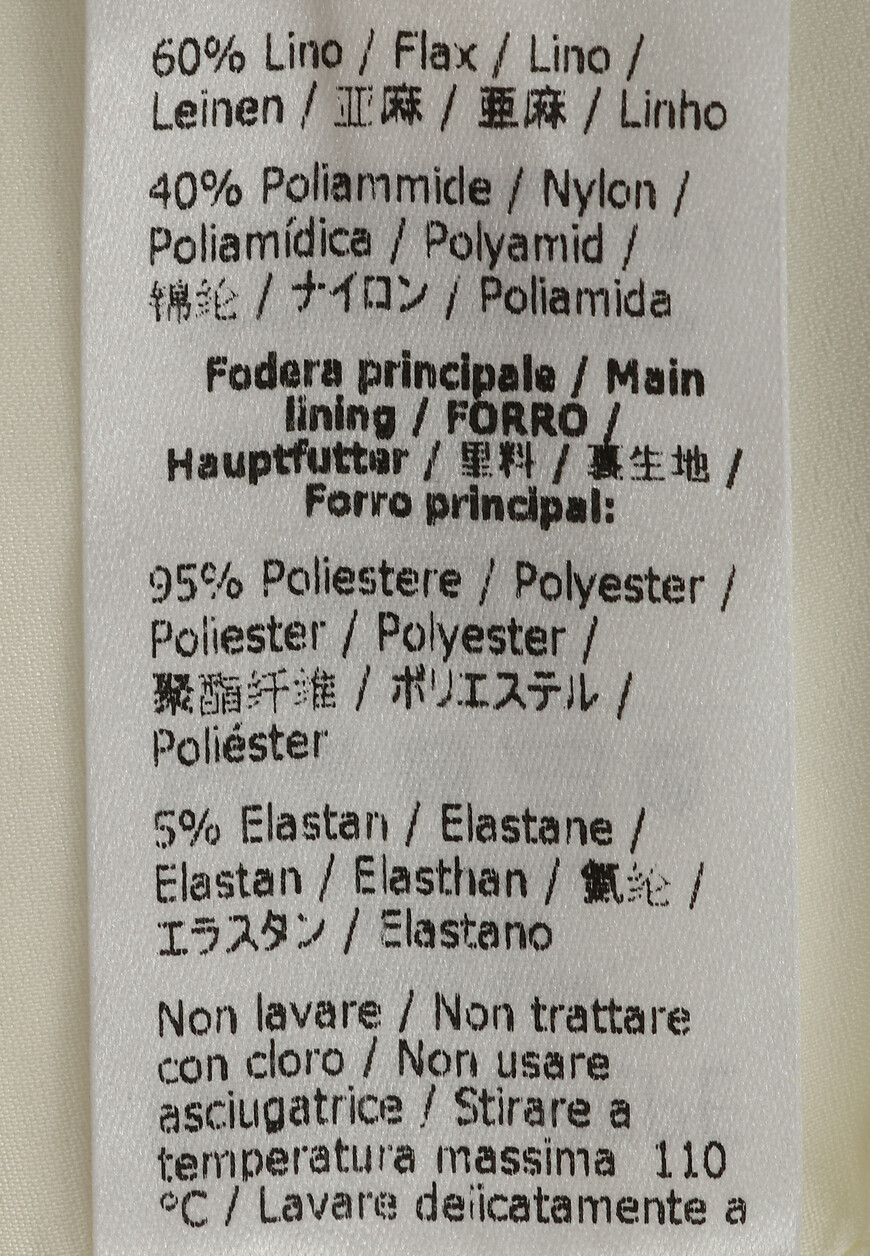 60% Lino / Flax / Lino /
Leinen / 亚麻 / 亜麻 / Linho
40% Poliammide / Nylon /
Poliamídica / Polyamid /
锦纶 / ナイロン / Poliamida
Fodera principale / Main
lining / FORRO /
Hauptfutter / 里料 / 裏生地 /
Forro principal:
95% Poliestere / Polyester /
Poliester / Polyester /
聚酯纤维 / ポリエステル /
Poliéster
5% Elastan / Elastane /
Elastan / Elasthan / 氨纶 /
エラスタン / Elastano
Non lavare / Non trattare
con cloro / Non usare
asciugatrice / Stirare a
temperatura massima 110
°C / Lavare delicatamente a